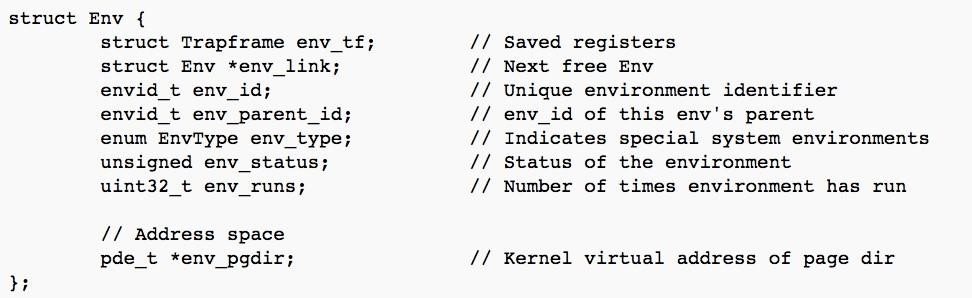 struct Env {
        struct Trapframe env_tf;        // Saved registers
        struct Env *env_link;           // Next free Env
        envid_t env_id;                 // Unique environment identifier
        envid_t env_parent_id;          // env_id of this env's parent
        enum EnvType env_type;          // Indicates special system environments
        unsigned env_status;            // Status of the environment
        uint32_t env_runs;              // Number of times environment has run

        // Address space
        pde_t *env_pgdir;               // Kernel virtual address of page dir
};